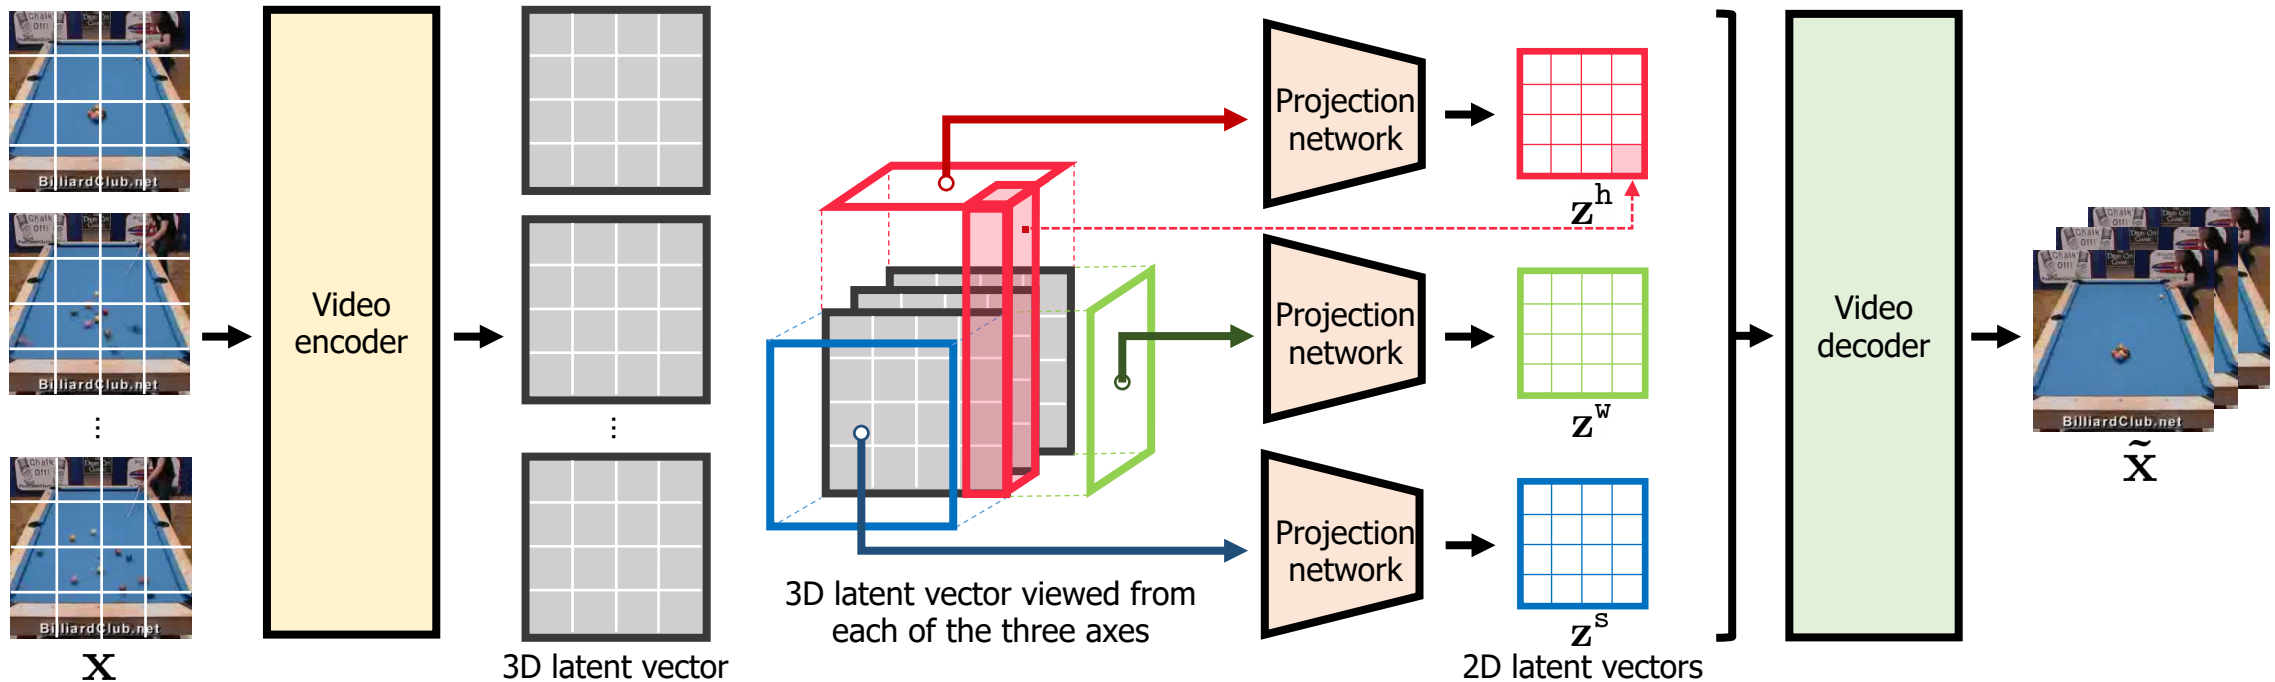 BilliardClub.net
BilliardClub.net
⋮
BilliardClub.net
x
Video
encoder
⋮
3D latent vector
3D latent vector viewed from
each of the three axes
Projection
network
Projection
network
Projection
network
z^h
z^w
z^s
2D latent vectors
Video
decoder
BilliardClub.net
x̃